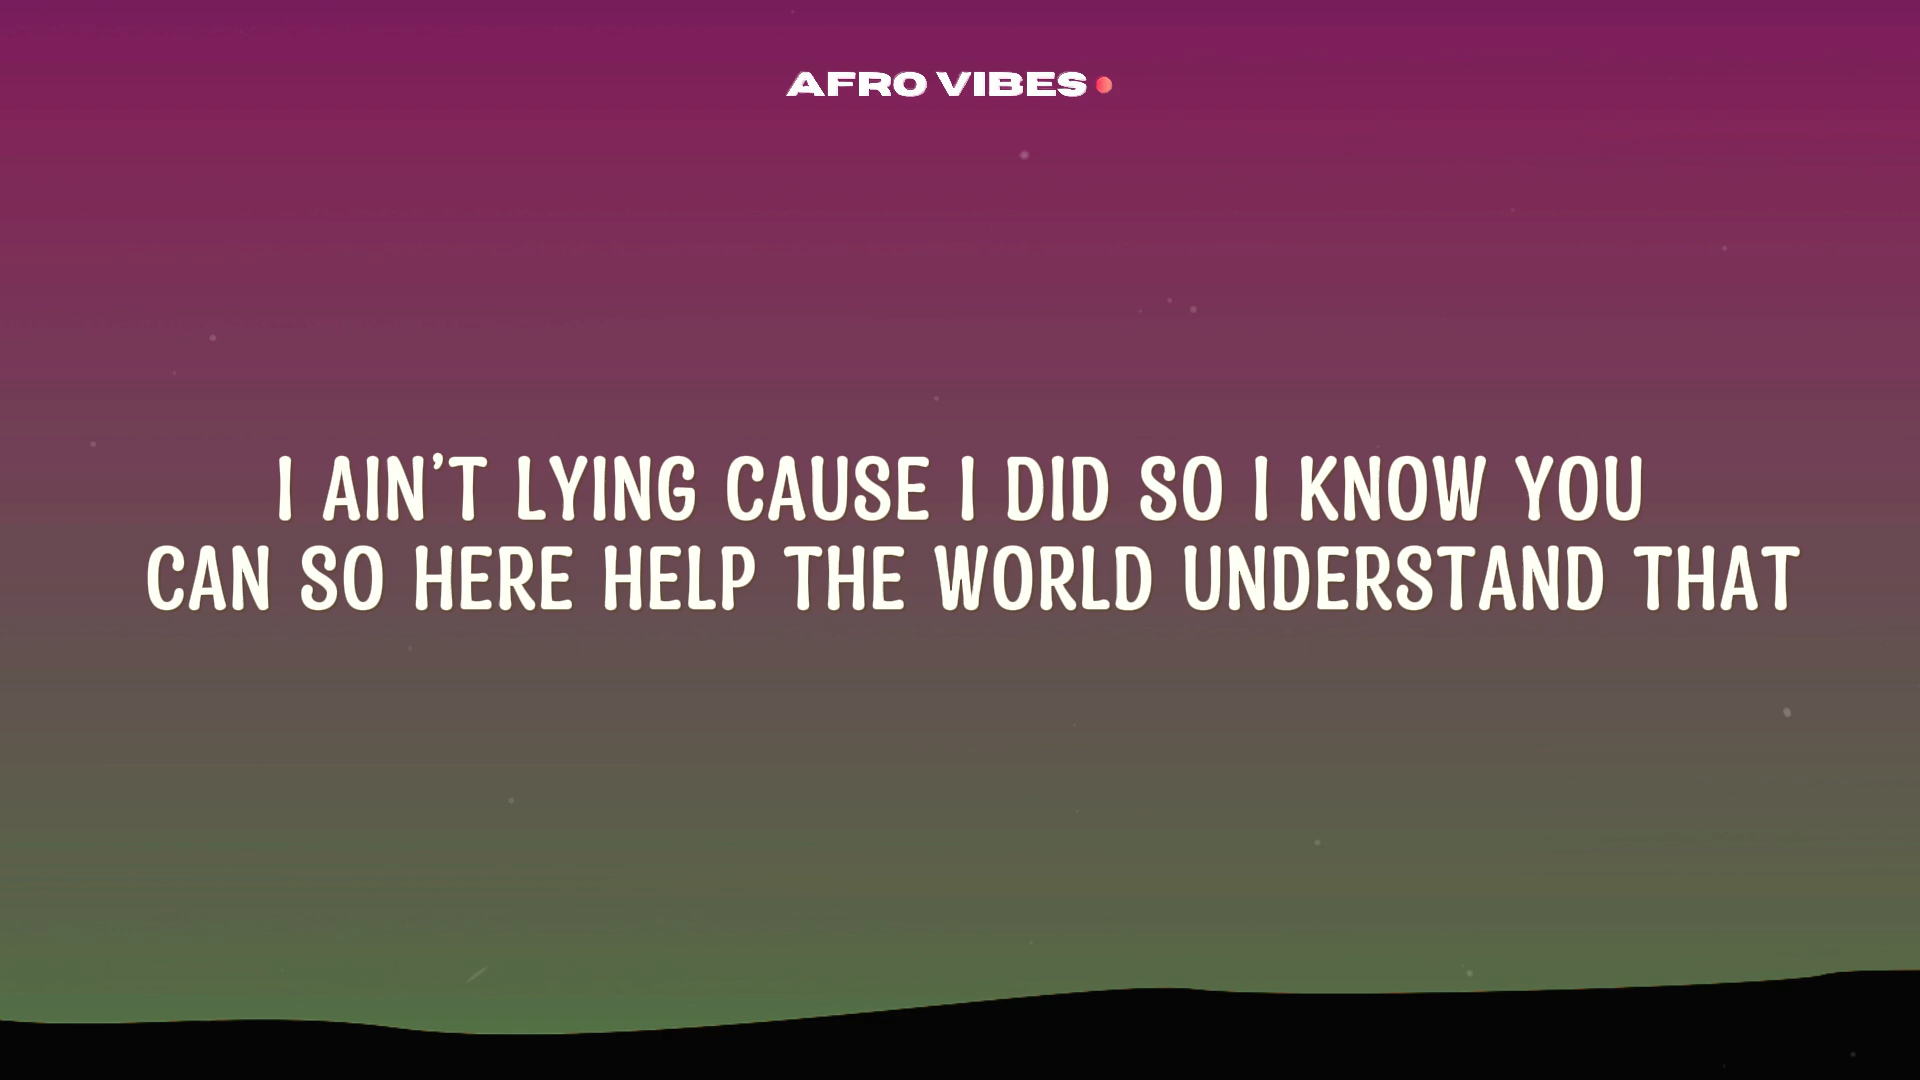 AFRO VIBES
I AIN’T LYING CAUSE I DID SO I KNOW YOU
CAN SO HERE HELP THE WORLD UNDERSTAND THAT